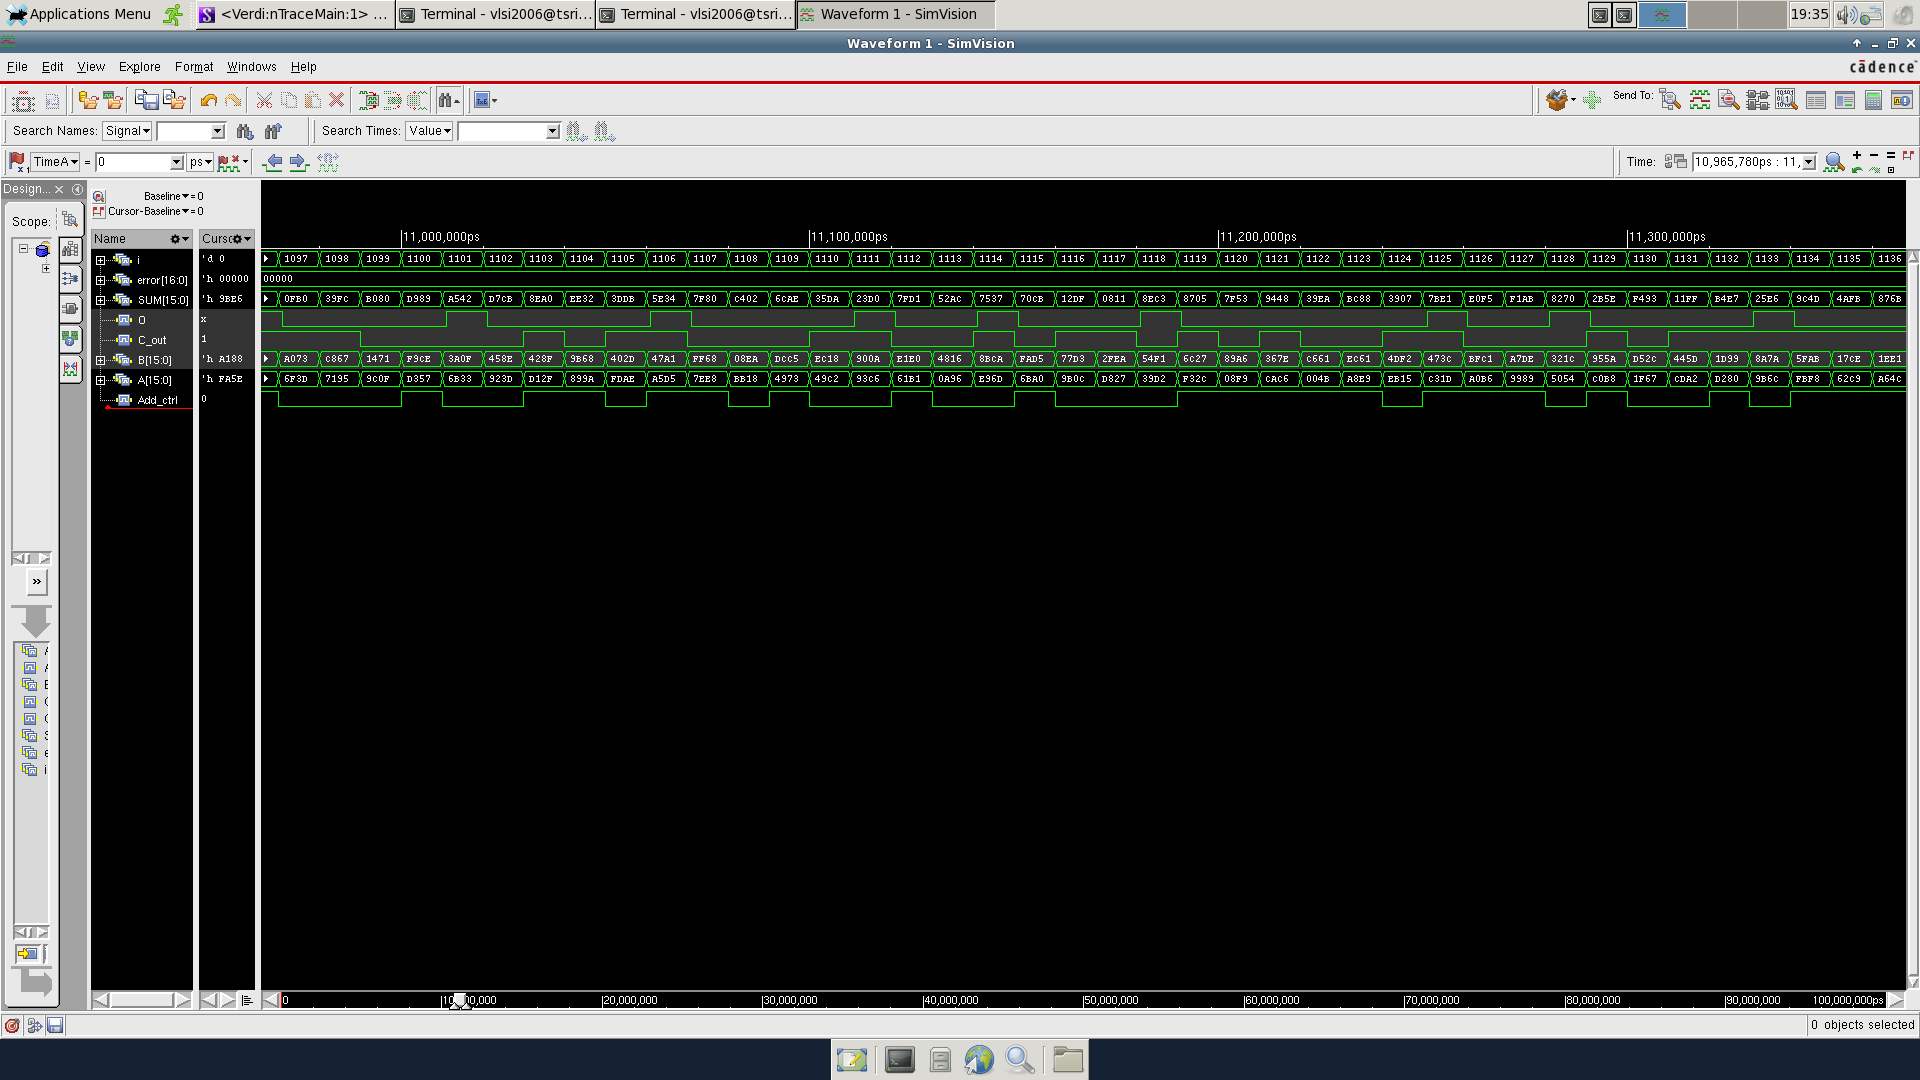 Applications Menu <Verdi:nTraceMain:1> ... Terminal - vlsi2006@tsri... Terminal - vlsi2006@tsri... Waveform 1 - SimVision 19:35
Waveform 1 - SimVision
File Edit View Explore Format Windows Help cādence
Send To:
Search Names: Signal Search Times: Value
TimeA = 0 ps Time: 10,965,780ps : 11,
Design...
Baseline = 0
Scope: Cursor-Baseline = 0
Name Curso 11,000,000ps 11,100,000ps 11,200,000ps 11,300,000ps
i 'd 0 1097 1098 1099 1100 1101 1102 1103 1104 1105 1106 1107 1108 1109 1110 1111 1112 1113 1114 1115 1116 1117 1118 1119 1120 1121 1122 1123 1124 1125 1126 1127 1128 1129 1130 1131 1132 1133 1134 1135 1136
error[16:0] 'h 00000 00000
SUM[15:0] 'h 9BE6 0FB0 39FC B080 D989 A542 D7CB 8EA0 EE32 3DDB 5E34 7F80 C402 6CAE 35DA 23D0 7FD1 52AC 7537 70CB 12DF 0811 8EC3 8705 7F53 9448 39EA BC88 3907 7BE1 E0F5 F1AB 8270 2B5E F493 11FF B4E7 25E6 9C4D 4AFB 876B
O x
C_out 1
B[15:0] 'h A188 A073 C867 1471 F9CE 3A0F 458E 428F 9B68 402D 47A1 FF68 08EA DCC5 EC18 900A E1E0 4816 8BCA FAD5 77D3 2FEA 54F1 6C27 89A6 367E C661 EC61 4DF2 473C BFC1 A7DE 321C 955A D52C 445D 1D99 8A7A 5FAB 17CE 1EE1
A[15:0] 'h FA5E 6F3D 7195 9C0F D357 6B33 923D D12F 899A FDAE A5D5 7EE8 BB18 4973 49C2 93C6 61B1 0A96 E96D 6BA0 9B0C D827 39D2 F32C 08F9 CAC6 004B A8E9 EB15 C31D A0B6 9989 5054 C0B8 1F67 CDA2 D280 9B6C FBF8 62C9 A64C
Add_ctrl 0
»
0 20,000,000 30,000,000 40,000,000 50,000,000 60,000,000 70,000,000 80,000,000 90,000,000 100,000,000ps
0 objects selected